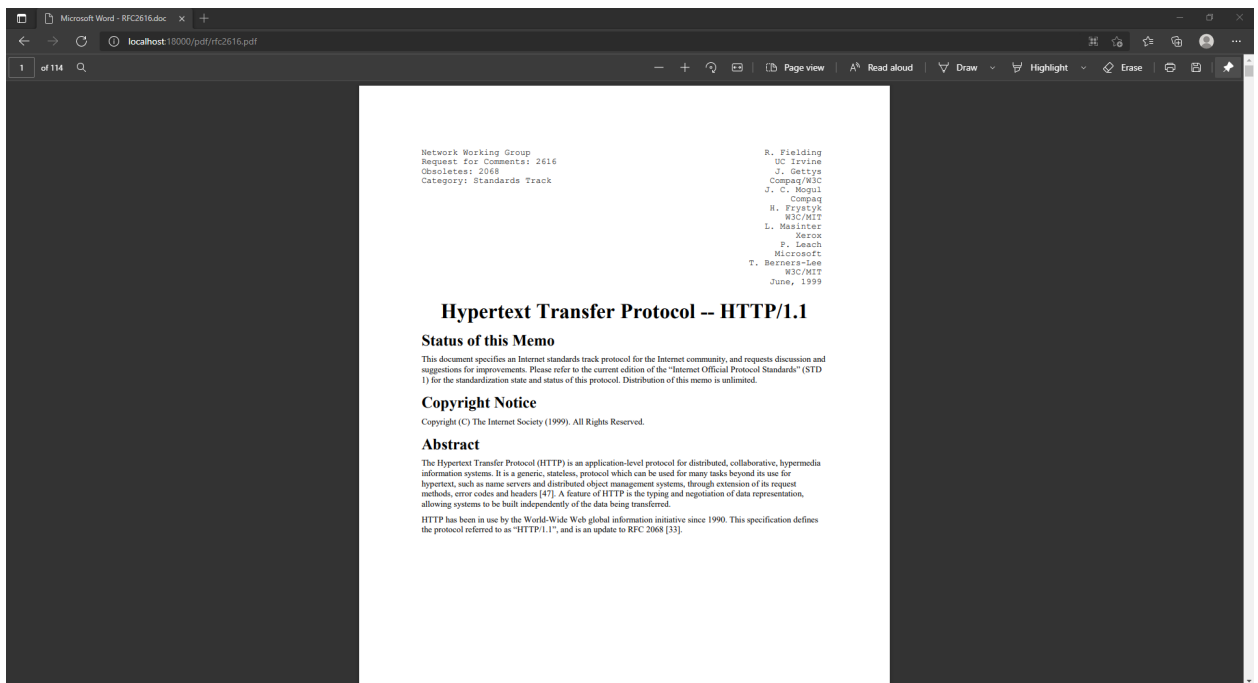 Microsoft Word - RFC2616.doc
localhost:18000/pdf/rfc2616.pdf
1 of 114 Page view Read aloud Draw Highlight Erase
Network Working Group
Request for Comments: 2616
Obsoletes: 2068
Category: Standards Track
R. Fielding
UC Irvine
J. Gettys
Compaq/W3C
J. C. Mogul
Compaq
H. Frystyk
W3C/MIT
L. Masinter
Xerox
P. Leach
Microsoft
T. Berners-Lee
W3C/MIT
June, 1999
Hypertext Transfer Protocol -- HTTP/1.1
Status of this Memo
This document specifies an Internet standards track protocol for the Internet community, and requests discussion and
suggestions for improvements. Please refer to the current edition of the “Internet Official Protocol Standards” (STD
1) for the standardization state and status of this protocol. Distribution of this memo is unlimited.
Copyright Notice
Copyright (C) The Internet Society (1999). All Rights Reserved.
Abstract
The Hypertext Transfer Protocol (HTTP) is an application-level protocol for distributed, collaborative, hypermedia
information systems. It is a generic, stateless, protocol which can be used for many tasks beyond its use for
hypertext, such as name servers and distributed object management systems, through extension of its request
methods, error codes and headers [47]. A feature of HTTP is the typing and negotiation of data representation,
allowing systems to be built independently of the data being transferred.
HTTP has been in use by the World-Wide Web global information initiative since 1990. This specification defines
the protocol referred to as “HTTP/1.1”, and is an update to RFC 2068 [33].